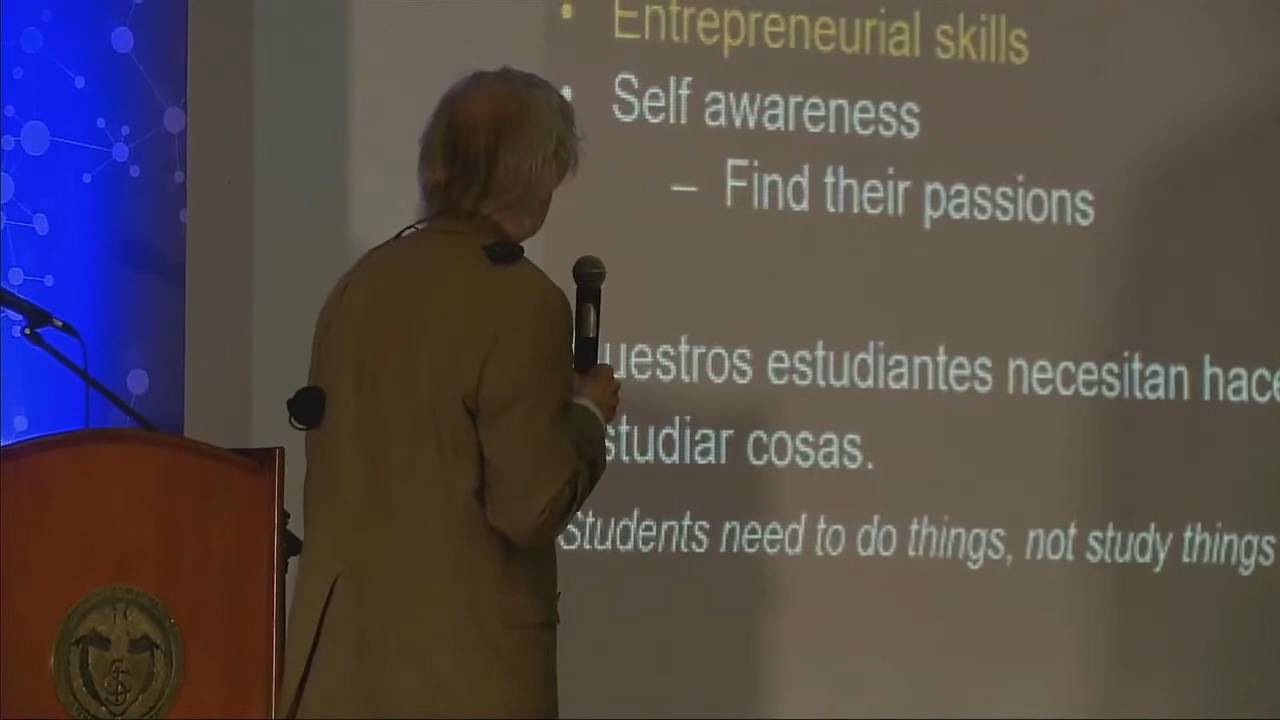 • Entrepreneurial skills
• Self awareness
– Find their passions
uestros estudiantes necesitan hace
studiar cosas.
Students need to do things, not study things